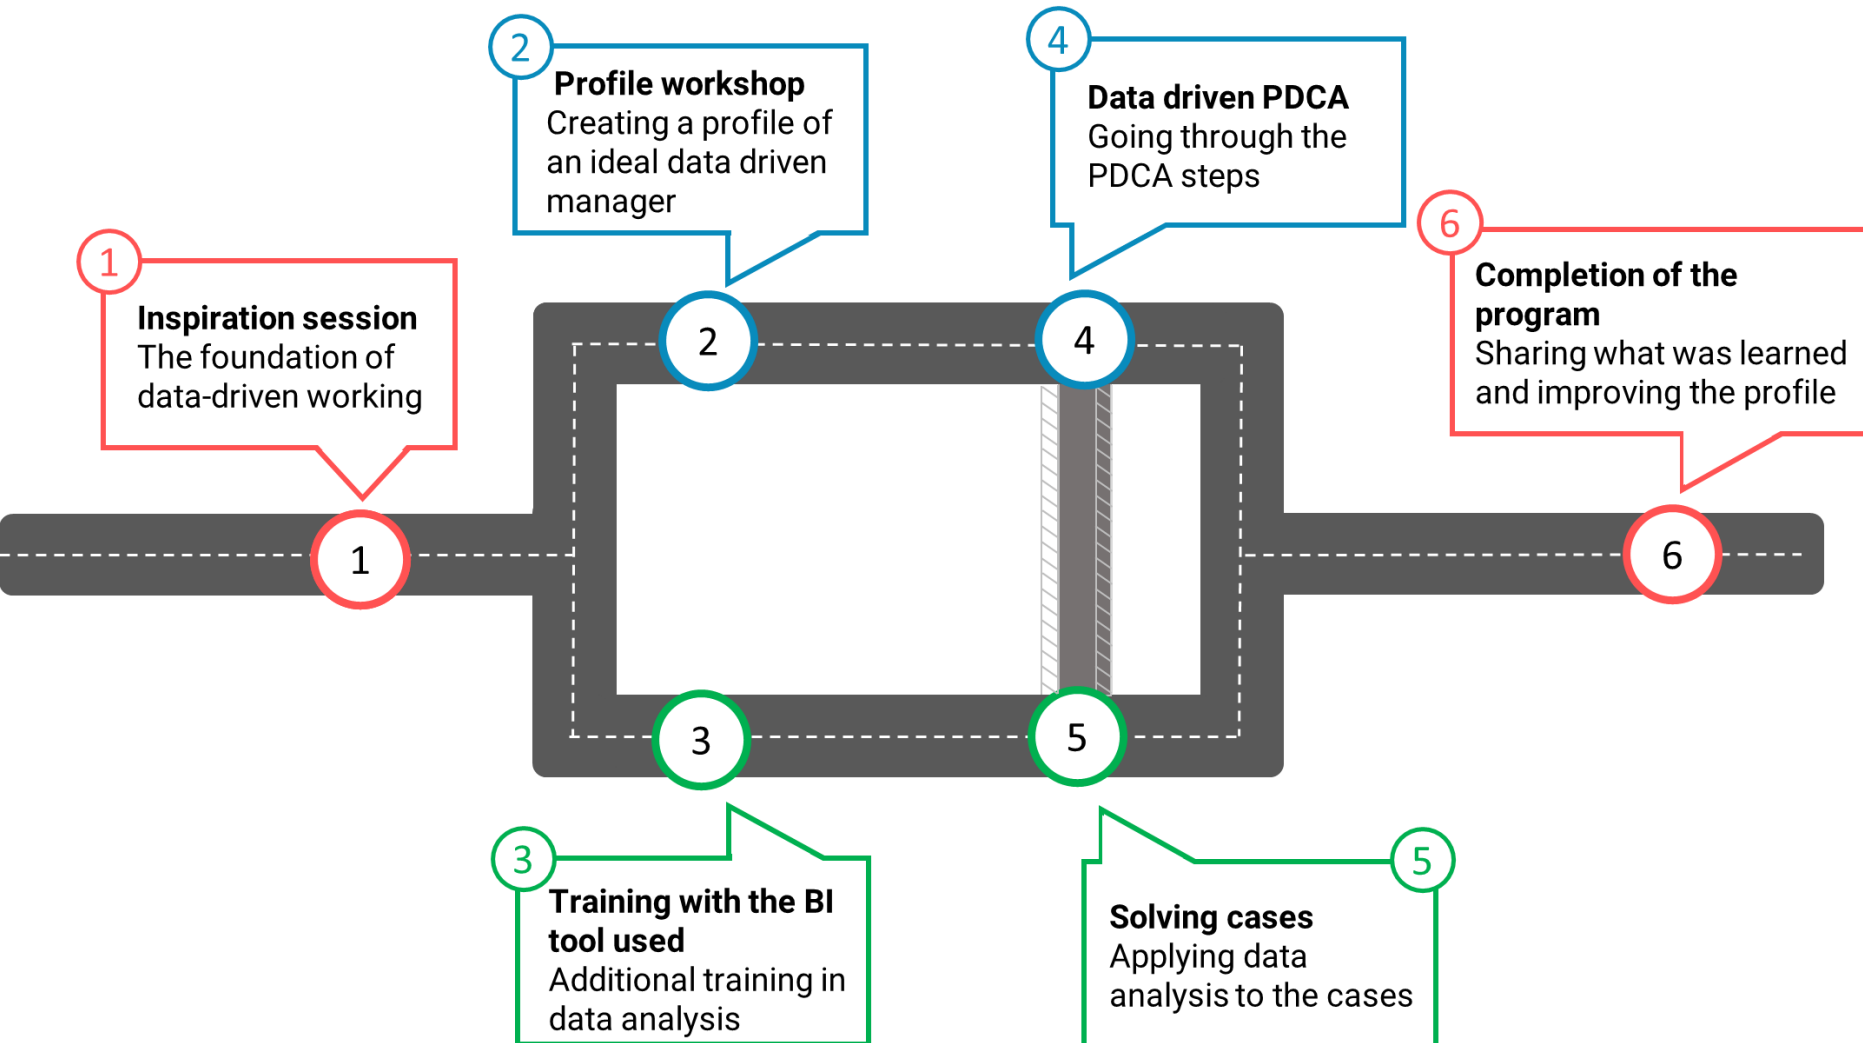 1
Inspiration session
The foundation of
data-driven working
2
Profile workshop
Creating a profile of
an ideal data driven
manager
4
Data driven PDCA
Going through the
PDCA steps
6
Completion of the
program
Sharing what was learned
and improving the profile
2
4
1
6
3
5
3
Training with the BI
tool used
Additional training in
data analysis
5
Solving cases
Applying data
analysis to the cases